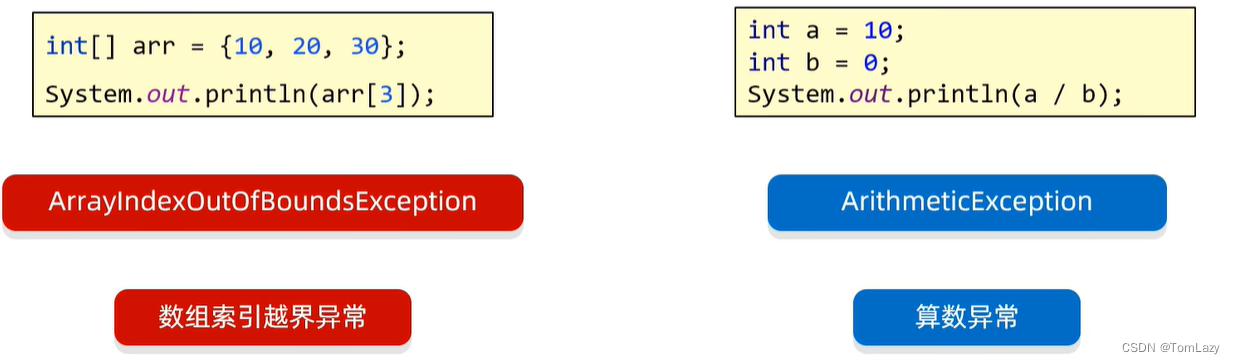 int[] arr = {10, 20, 30};
System.out.println(arr[3]);
ArrayIndexOutOfBoundsException
数组索引越界异常
int a = 10;
int b = 0;
System.out.println(a / b);
ArithmeticException
算数异常
CSDN @TomLazy